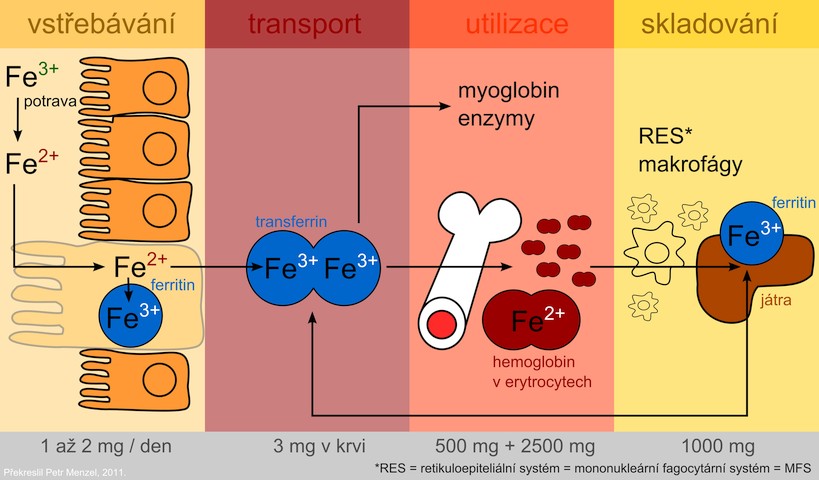 vstřebávání
transport
utilizace
skladování
Fe3+
potrava
Fe2+
Fe2+
ferritin
Fe3+
transferrin
Fe3+ Fe3+
myoglobin
enzymy
Fe2+
hemoglobin
v erytrocytech
RES*
makrofágy
ferritin
Fe3+
játra
1 až 2 mg / den
3 mg v krvi
500 mg + 2500 mg
1000 mg
Překreslil Petr Menzel, 2011.
*RES = retikuloepiteliální systém = mononukleární fagocytární systém = MFS